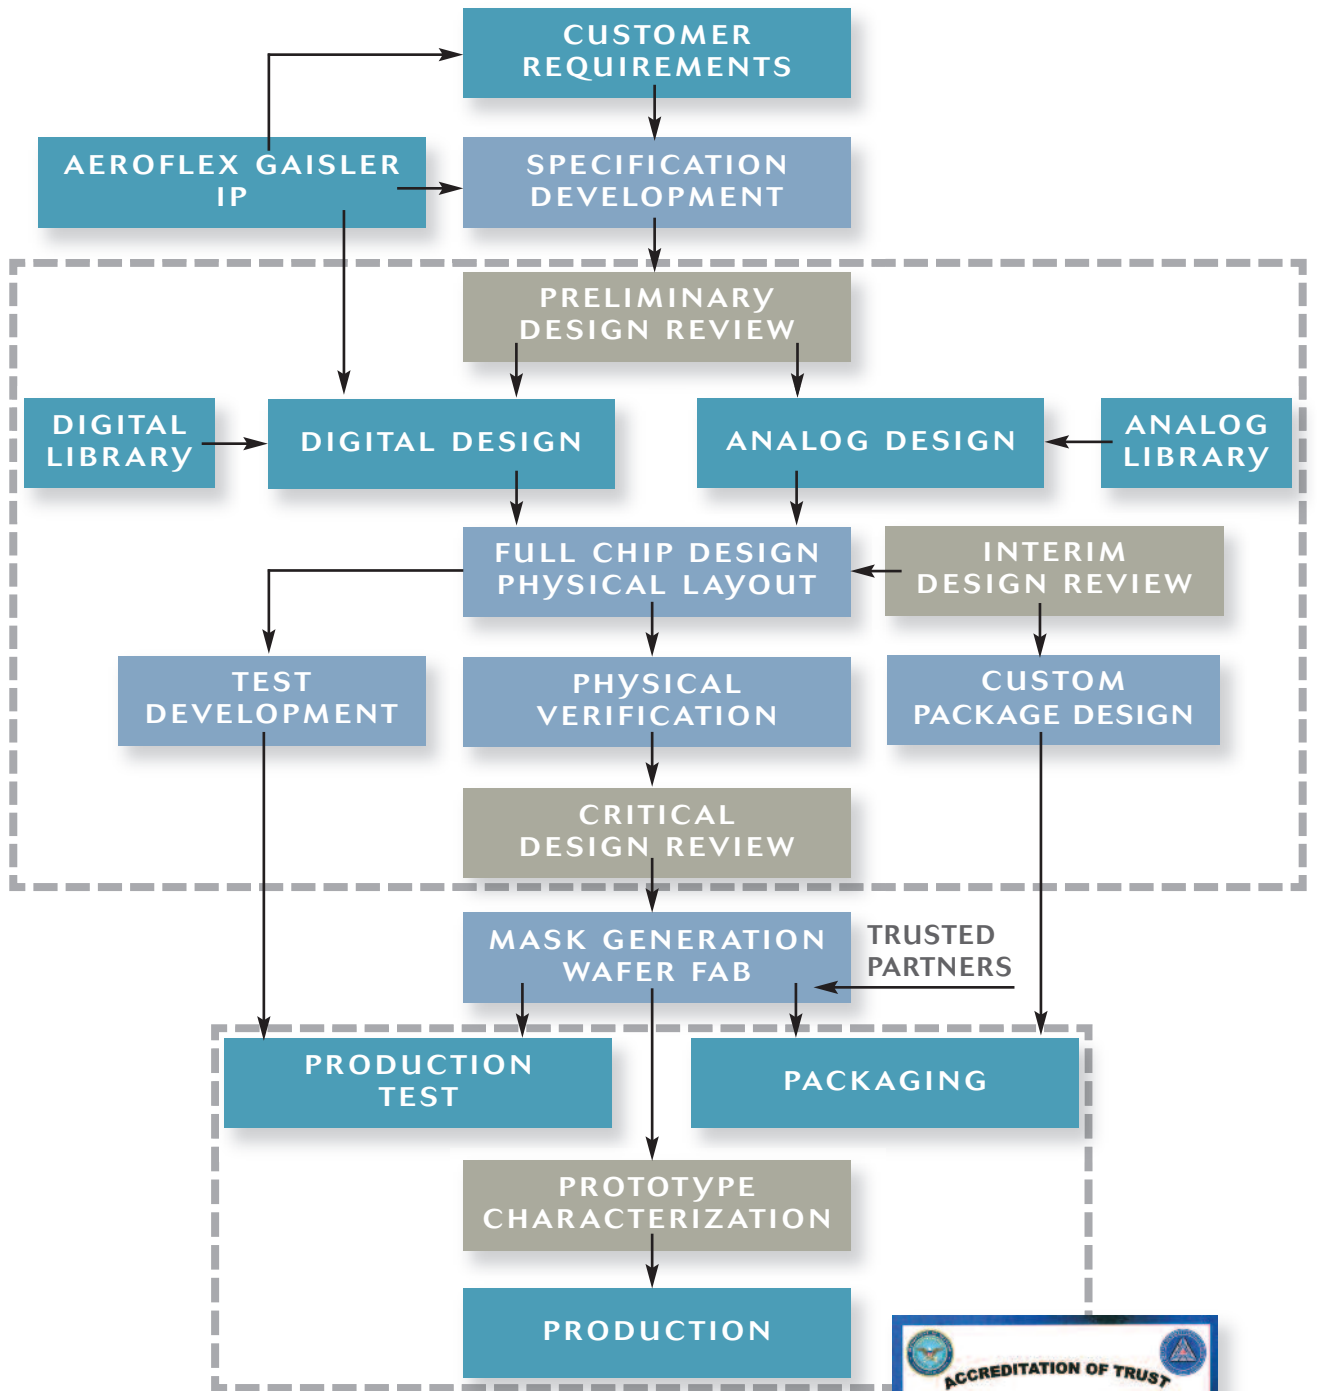 CUSTOMER
REQUIREMENTS
AEROFLEX GAISLER
IP
SPECIFICATION
DEVELOPMENT
PRELIMINARY
DESIGN REVIEW
DIGITAL
LIBRARY
DIGITAL DESIGN
ANALOG DESIGN
ANALOG
LIBRARY
FULL CHIP DESIGN
PHYSICAL LAYOUT
INTERIM
DESIGN REVIEW
TEST
DEVELOPMENT
PHYSICAL
VERIFICATION
CUSTOM
PACKAGE DESIGN
CRITICAL
DESIGN REVIEW
MASK GENERATION
WAFER FAB
TRUSTED
PARTNERS
PRODUCTION
TEST
PACKAGING
PROTOTYPE
CHARACTERIZATION
PRODUCTION
ACCREDITATION OF TRUST